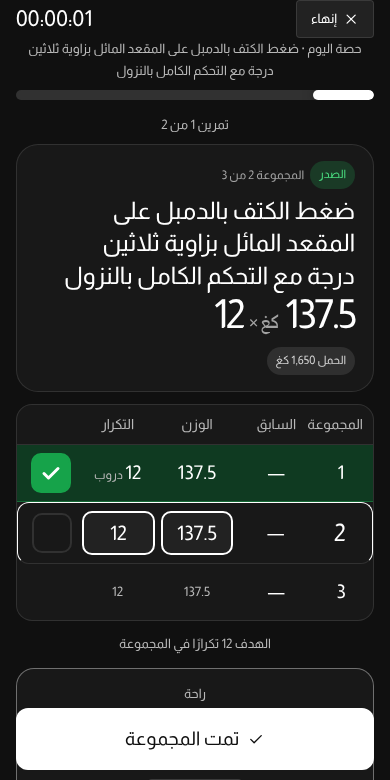 إنهاء
00:00:01
حصة اليوم · ضغط الكتف بالدمبل على المقعد المائل بزاوية ثلاثين
درجة مع التحكم الكامل بالنزول
تمرين 1 من 2
الصدر المجموعة 2 من 3
ضغط الكتف بالدمبل على
المقعد المائل بزاوية ثلاثين
درجة مع التحكم الكامل بالنزول
137.5 كغ × 12
الحمل 1,650 كغ
المجموعة السابق الوزن التكرار
1 — 137.5 12 دروب
2 — 137.5 12
3 — 137.5 12
الهدف 12 تكرارًا في المجموعة
راحة
تمت المجموعة